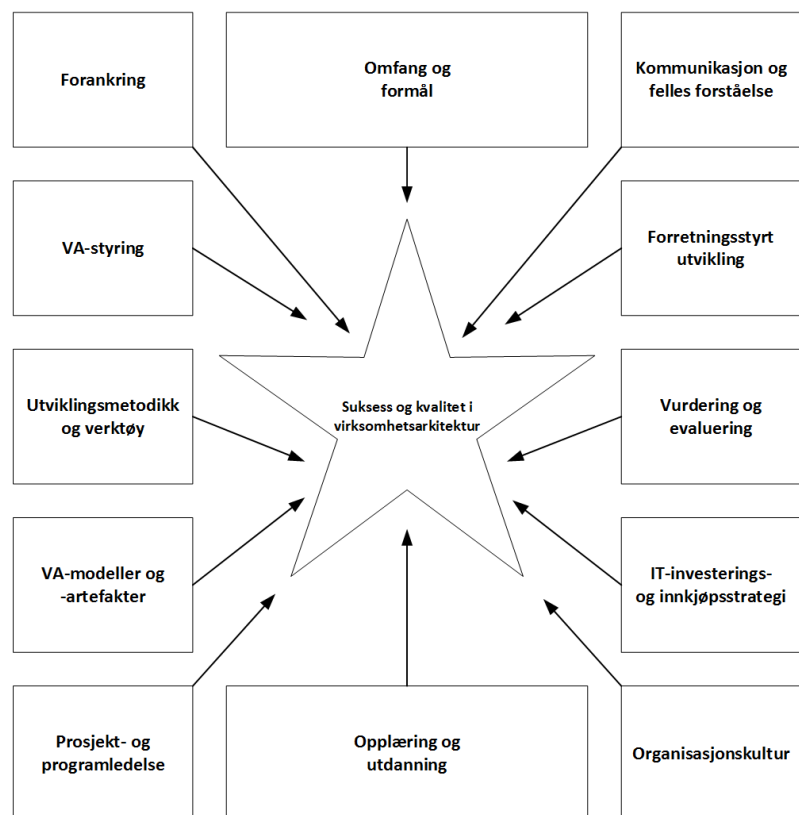 Forankring
Omfang og
formål
Kommunikasjon og
felles forståelse
VA-styring
Forretningsstyrt
utvikling
Utviklingsmetodikk
og verktøy
Suksess og kvalitet i
virksomhetsarkitektur
Vurdering og
evaluering
VA-modeller og
-artefakter
IT-investerings-
og innkjøpsstrategi
Prosjekt- og
programledelse
Opplæring og
utdanning
Organisasjonskultur